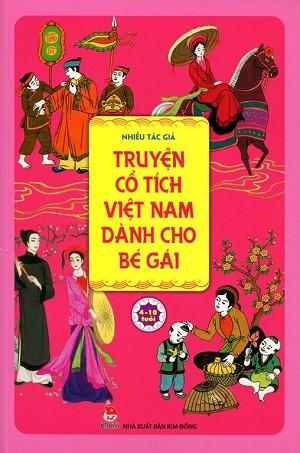 NHIỀU TÁC GIẢ
TRUYỆN
CỔ TÍCH
VIỆT NAM
DÀNH CHO
BÉ GÁI
4-10
tuổi
NHÀ XUẤT BẢN KIM ĐỒNG